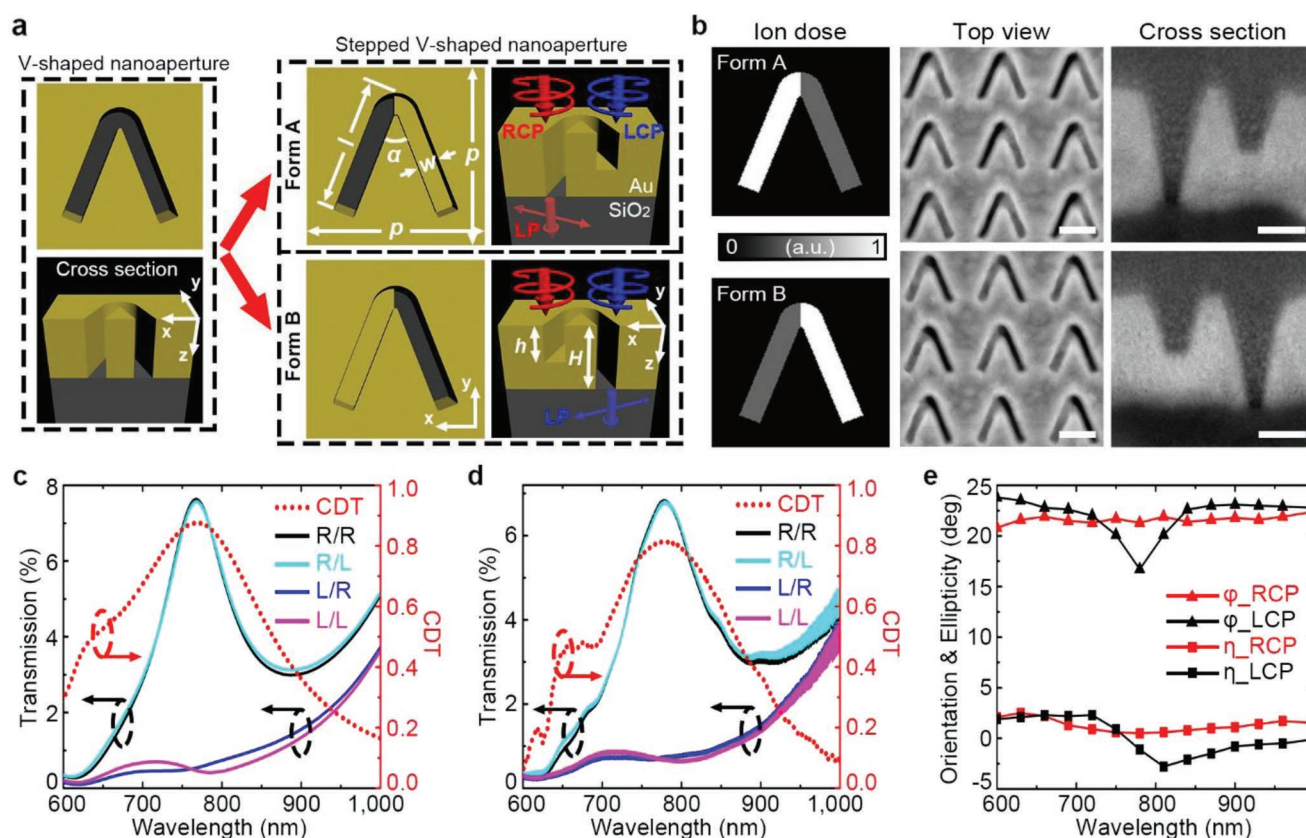 a
V-shaped nanoaperture
Stepped V-shaped nanoaperture
Cross section
x
y
z
Form A
α
w
p
p
RCP
LCP
Au
SiO₂
LP
Form B
y
x
RCP
LCP
h
H
y
x
z
LP
b
Ion dose
Top view
Cross section
Form A
0 (a.u.) 1
Form B
c
Transmission (%)
8
6
4
2
0
CDT
R/R
R/L
L/R
L/L
1.0
0.8
0.6
0.4
0.2
0.0
CDT
600 700 800 900 1,000
Wavelength (nm)
d
Transmission (%)
6
4
2
0
CDT
R/R
R/L
L/R
L/L
1.0
0.8
0.6
0.4
0.2
0.0
CDT
600 700 800 900 1,000
Wavelength (nm)
e
Orientation & Ellipticity (deg)
25
20
15
10
5
0
-5
φ_RCP
φ_LCP
η_RCP
η_LCP
600 700 800 900
Wavelength (nm)